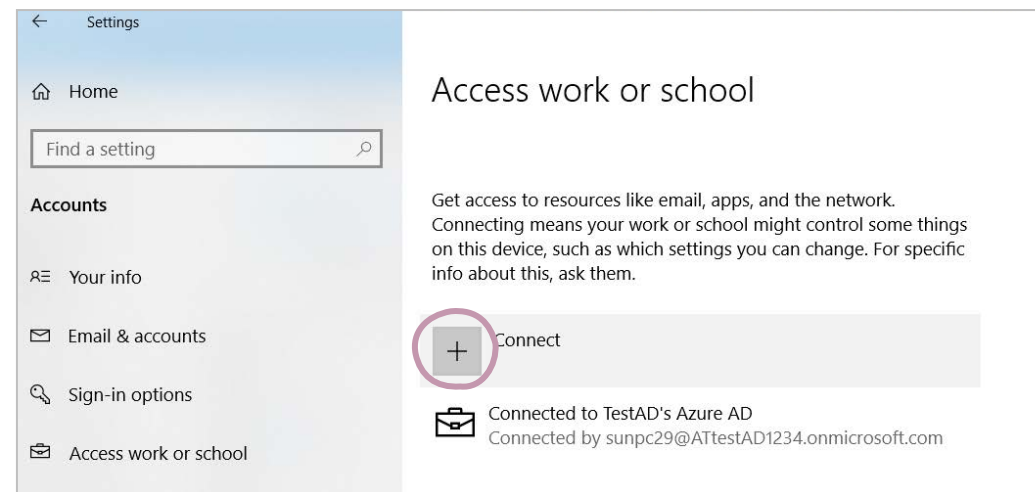 Settings
Home
Find a setting
Accounts
Your info
Email & accounts
Sign-in options
Access work or school
Access work or school
Get access to resources like email, apps, and the network.
Connecting means your work or school might control some things
on this device, such as which settings you can change. For specific
info about this, ask them.
Connect
Connected to TestAD's Azure AD
Connected by sunpc29@ATtestAD1234.onmicrosoft.com